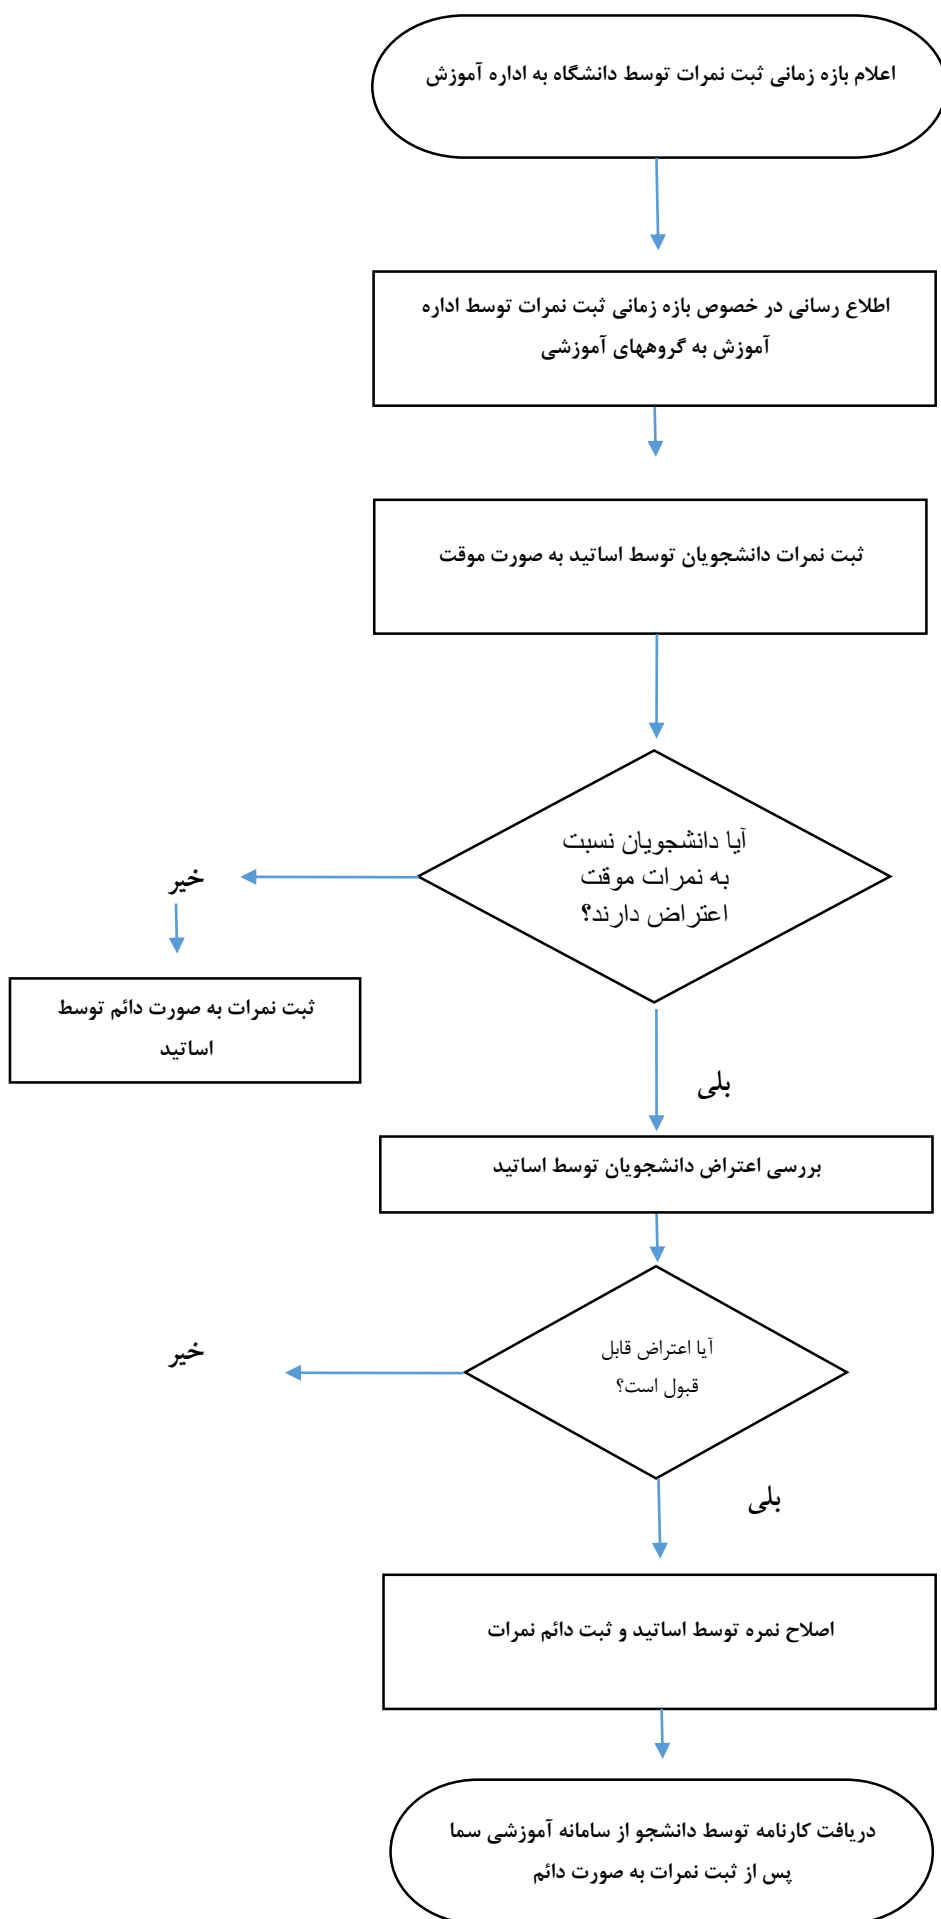 اعلام بازه زمانی ثبت نمرات توسط دانشگاه به اداره آموزش
اطلاع رسانی در خصوص بازه زمانی ثبت نمرات توسط اداره
آموزش به گروههای آموزشی
ثبت نمرات دانشجویان توسط اساتید به صورت موقت
آیا دانشجویان نسبت
به نمرات موقت
اعتراض دارند؟
خیر
ثبت نمرات به صورت دائم توسط
اساتید
بلی
بررسی اعتراض دانشجویان توسط اساتید
آیا اعتراض قابل
قبول است؟
خیر
بلی
اصلاح نمره توسط اساتید و ثبت دائم نمرات
دریافت کارنامه توسط دانشجو از سامانه آموزشی سما
پس از ثبت نمرات به صورت دائم